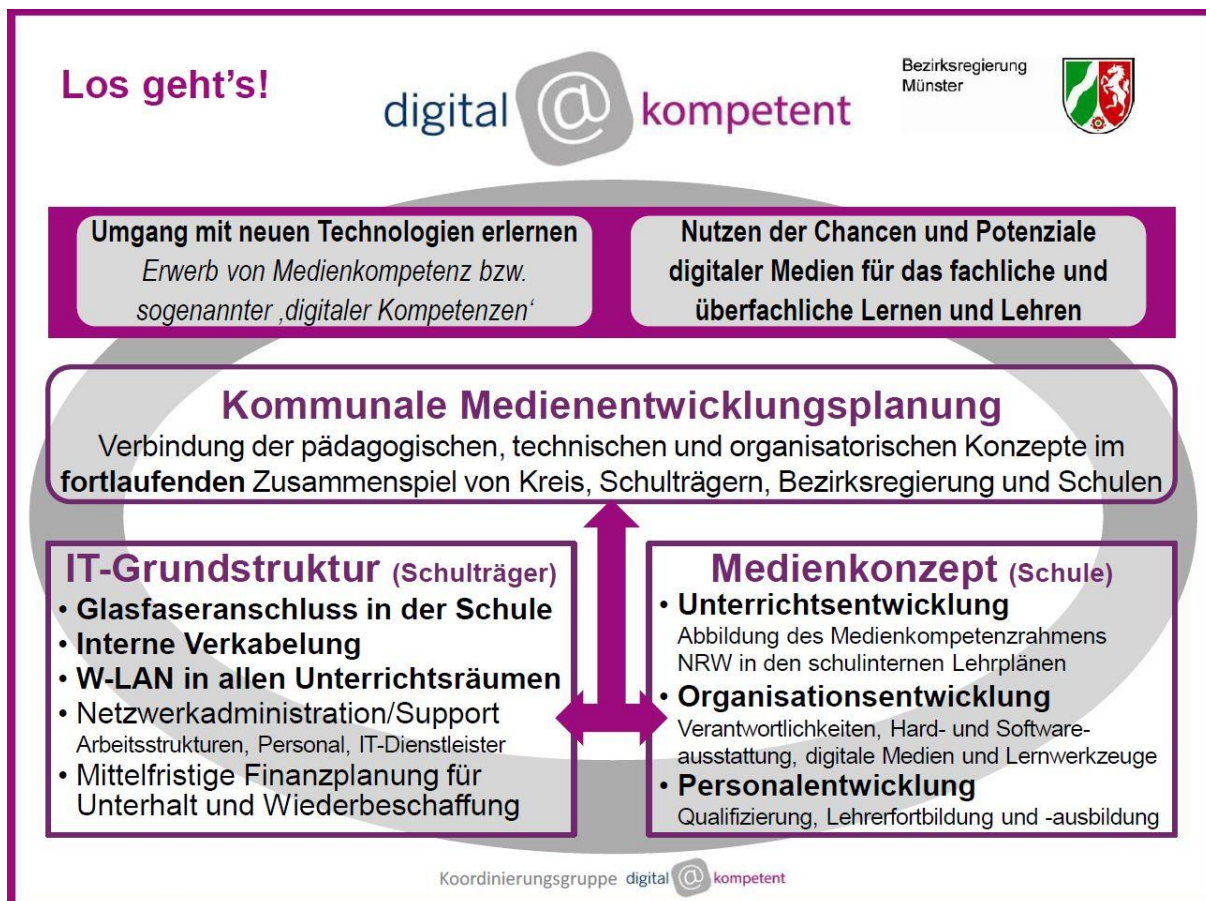 Los geht's!
digital @ kompetent
Bezirksregierung
Münster
Umgang mit neuen Technologien erlernen
Erwerb von Medienkompetenz bzw.
sogenannter ‚digitaler Kompetenzen‘
Nutzen der Chancen und Potenziale
digitaler Medien für das fachliche und
überfachliche Lernen und Lehren
Kommunale Medienentwicklungsplanung
Verbindung der pädagogischen, technischen und organisatorischen Konzepte im
fortlaufenden Zusammenspiel von Kreis, Schulträgern, Bezirksregierung und Schulen
IT-Grundstruktur (Schulträger)
• Glasfaseranschluss in der Schule
• Interne Verkabelung
• W-LAN in allen Unterrichtsräumen
• Netzwerkadministration/Support
Arbeitsstrukturen, Personal, IT-Dienstleister
• Mittelfristige Finanzplanung für
Unterhalt und Wiederbeschaffung
Medienkonzept (Schule)
• Unterrichtsentwicklung
Abbildung des Medienkompetenzrahmens
NRW in den schulinternen Lehrplänen
• Organisationsentwicklung
Verantwortlichkeiten, Hard- und Software-
ausstattung, digitale Medien und Lernwerkzeuge
• Personalentwicklung
Qualifizierung, Lehrerfortbildung und -ausbildung
Koordinierungsgruppe digital @ kompetent